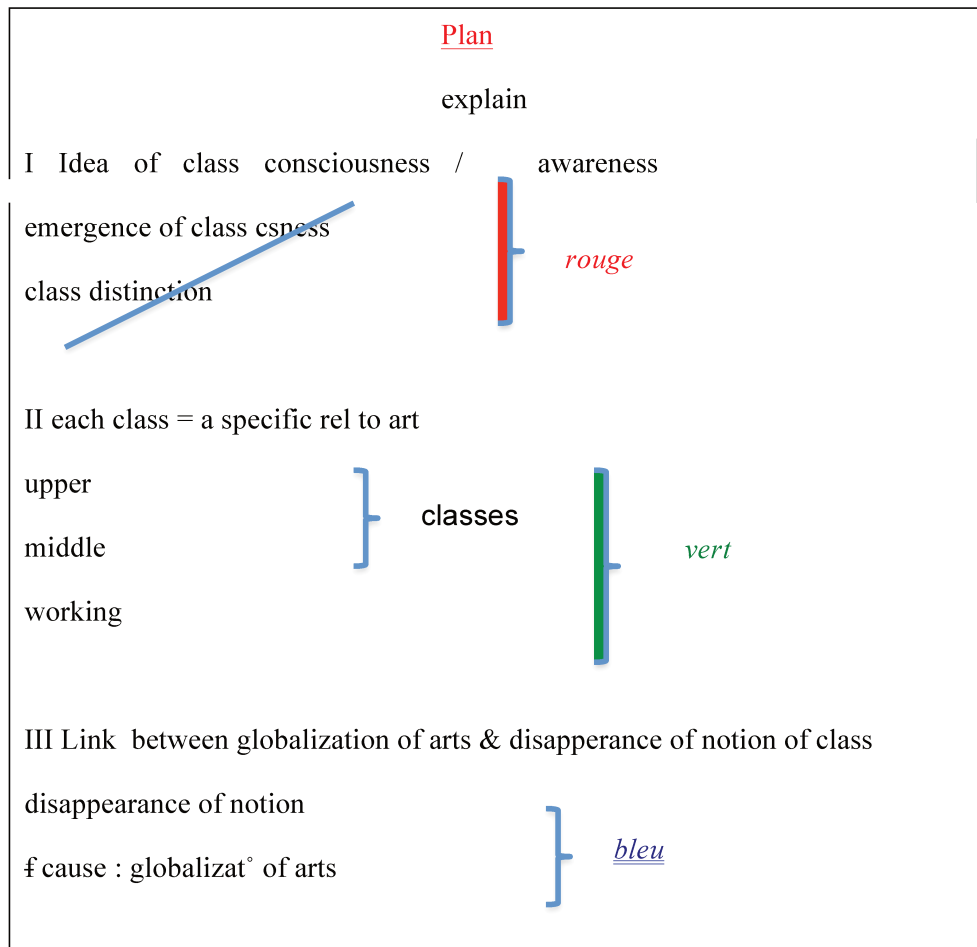 Plan
explain
I Idea of class consciousness / awareness
emergence of class csness
rouge
class distinction
II each class = a specific rel to art
upper
classes
middle
vert
working
III Link between globalization of arts & disapperance of notion of class
disappearance of notion
bleu
cause : globalizat° of arts